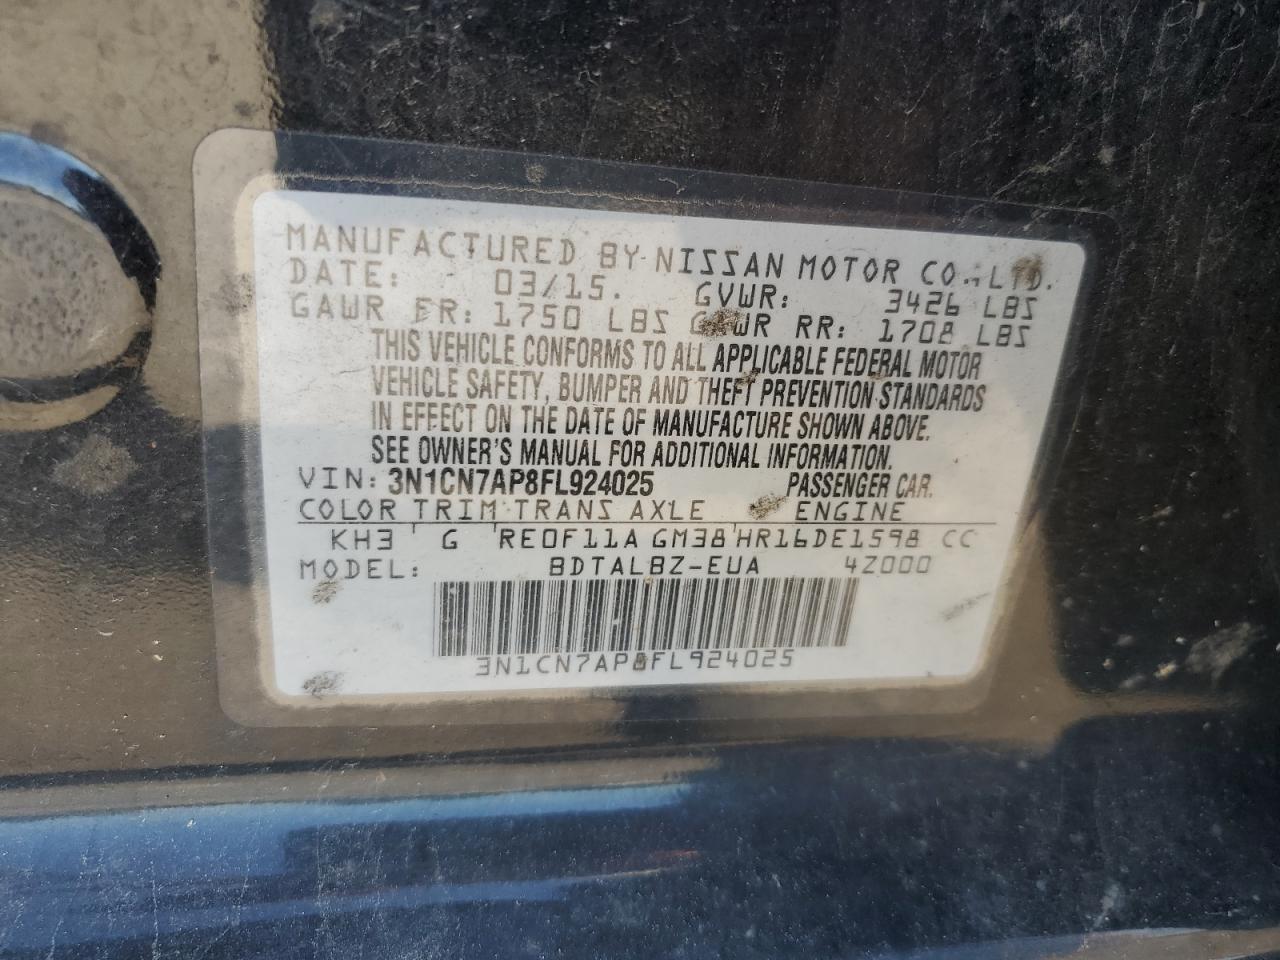 MANUFACTURED BY NISSAN MOTOR CO., LTD.
DATE: 03/15. GVWR: 3426 LBS
GAWR FR: 1750 LBS GAWR RR: 1708 LBS
THIS VEHICLE CONFORMS TO ALL APPLICABLE FEDERAL MOTOR
VEHICLE SAFETY, BUMPER AND THEFT PREVENTION STANDARDS
IN EFFECT ON THE DATE OF MANUFACTURE SHOWN ABOVE.
SEE OWNER'S MANUAL FOR ADDITIONAL INFORMATION.
VIN: 3N1CN7AP8FL924025 PASSENGER CAR.
COLOR TRIM TRANS AXLE ENGINE
KH3 ' G ' RE0F11A GM38 ' HR16DE1598 CC
MODEL: BDTALBZ-EUA 4Z000
3N1CN7AP8FL924025